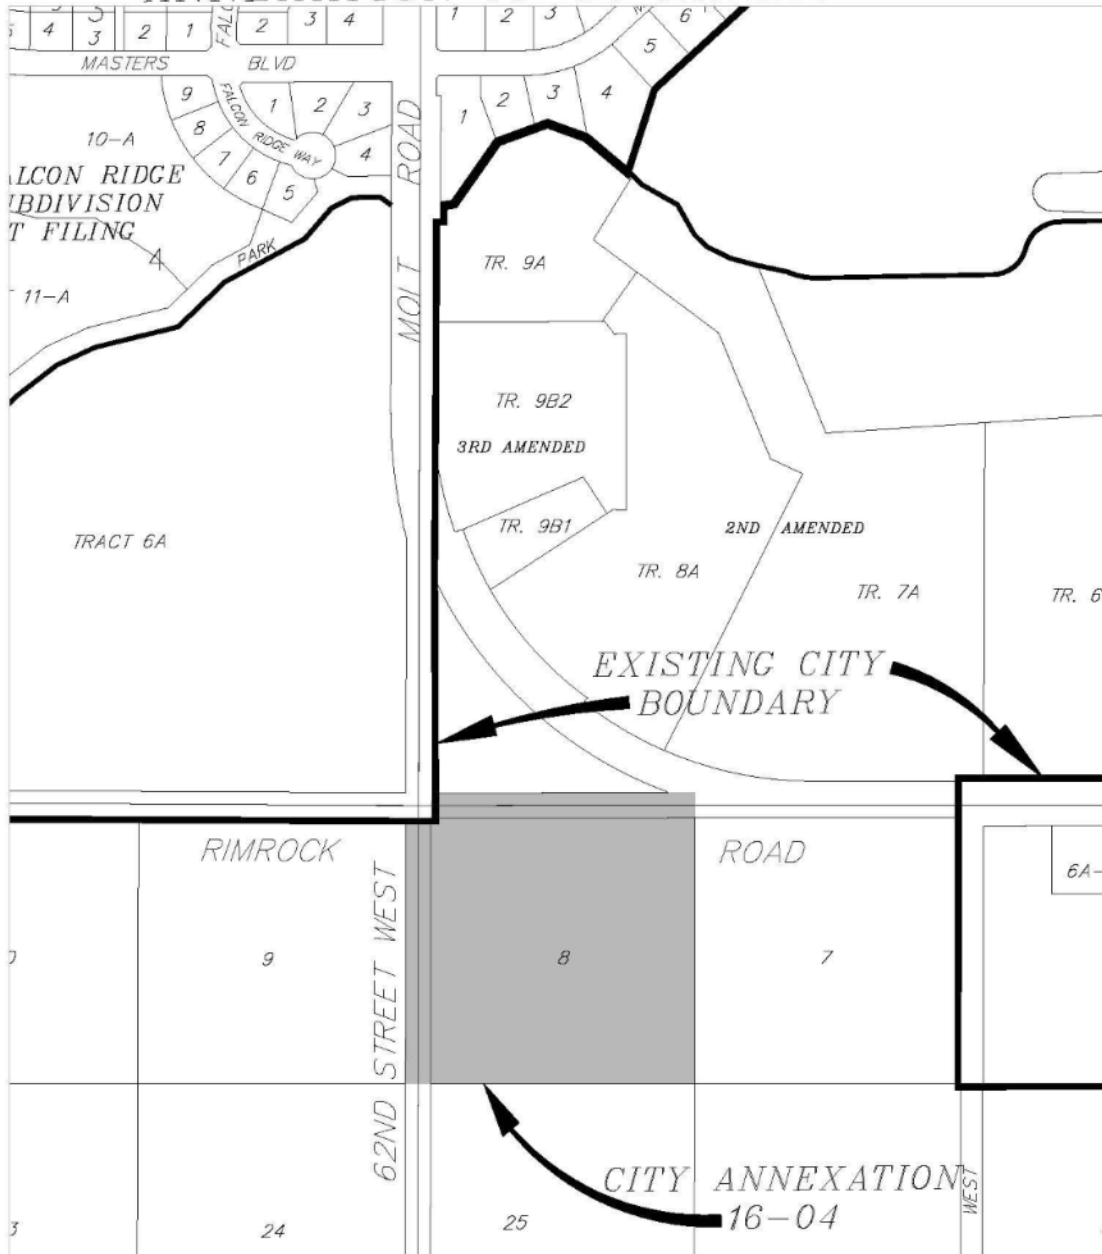 5
4
3
3
2
1
FALC
2
3
4
1
2
3
6
5
MASTERS BLVD
FALCON RIDGE WAY
9
8
7
6
5
1
2
3
4
MOLT ROAD
1
2
3
4
10-A
ALCON RIDGE
UBDIVISION
T FILING
4
PARK
11-A
TR. 9A
TR. 9B2
3RD AMENDED
TR. 9B1
2ND AMENDED
TRACT 6A
TR. 8A
TR. 7A
TR. 6
EXISTING CITY
BOUNDARY
RIMROCK ROAD
6A-
62ND STREET WEST
9
8
7
CITY ANNEXATION
16-04
WEST
3
24
25